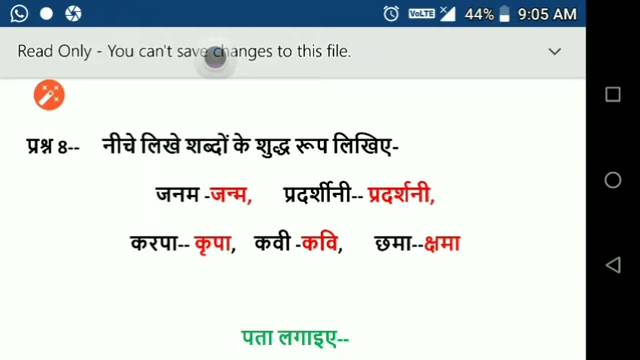 VoLTE 44% 9:05 AM
Read Only - You can't save changes to this file.
प्रश्न 8-- नीचे लिखे शब्दों के शुद्ध रूप लिखिए-
जनम -जन्म, प्रदर्शीनी-- प्रदर्शनी,
करपा-- कृपा, कवी -कवि, छमा--क्षमा
पता लगाइए--